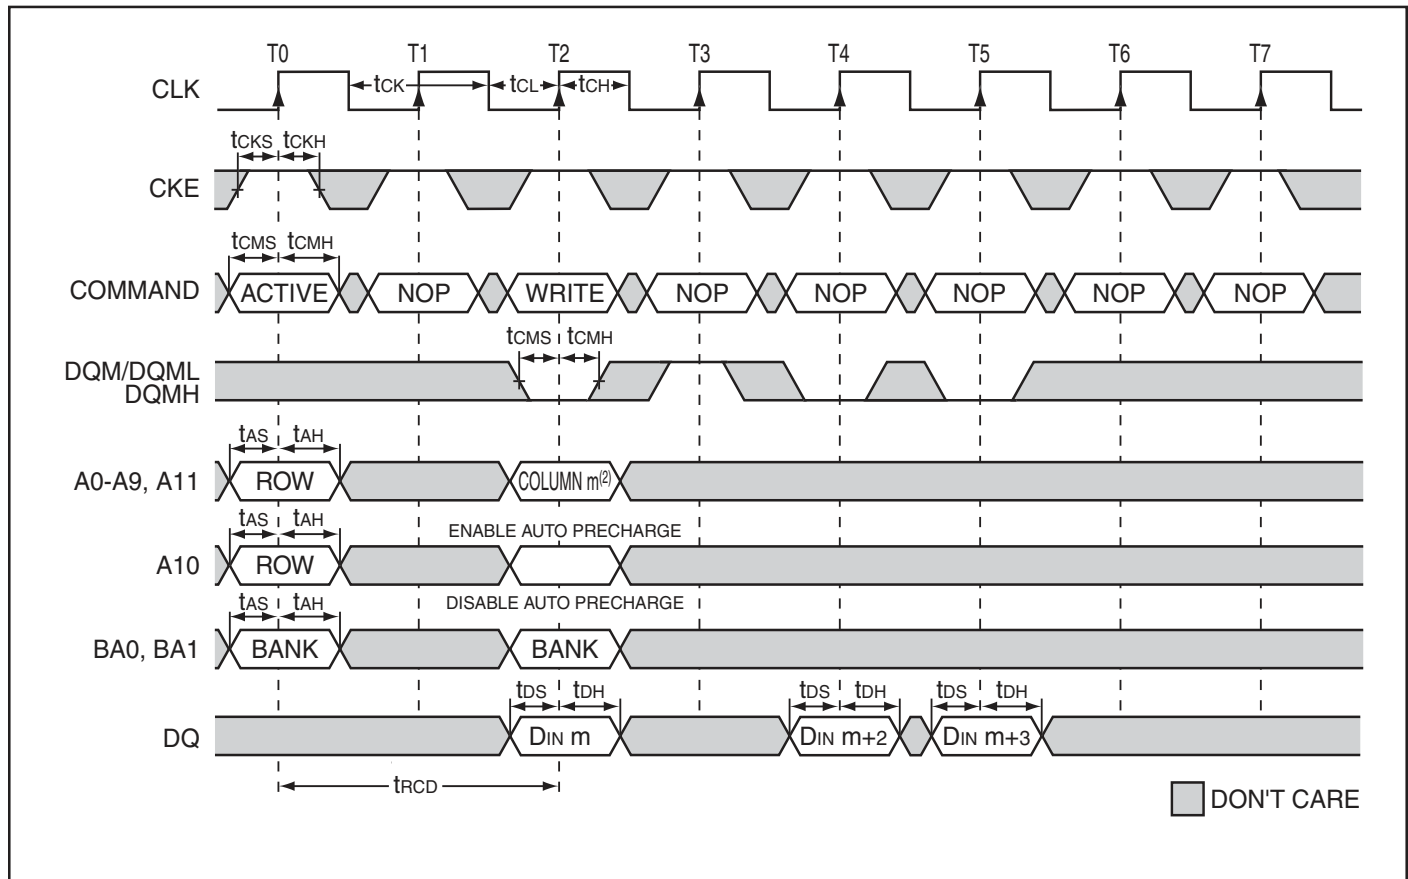 T0 T1 T2 T3 T4 T5 T6 T7
CLK tCK tCL tCH
tCKS tCKH
CKE
tCMS tCMH
COMMAND ACTIVE NOP WRITE NOP NOP NOP NOP NOP
tCMS tCMH
DQM/DQML
DQMH
tAS tAH
A0-A9, A11 ROW COLUMN m(2)
tAS tAH ENABLE AUTO PRECHARGE
A10 ROW
tAS tAH DISABLE AUTO PRECHARGE
BA0, BA1 BANK BANK
tDS tDH tDS tDH tDS tDH
DQ DIN m DIN m+2 DIN m+3
tRCD
DON'T CARE